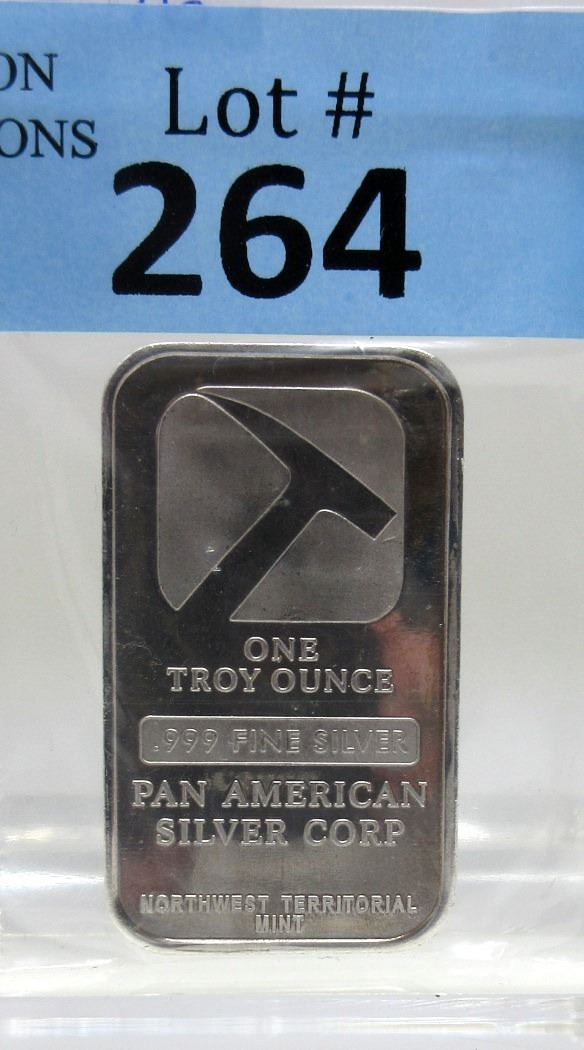 ON
ONS
Lot #
264
ONE
TROY OUNCE
.999 FINE SILVER
PAN AMERICAN
SILVER CORP
NORTHWEST TERRITORIAL
MINT